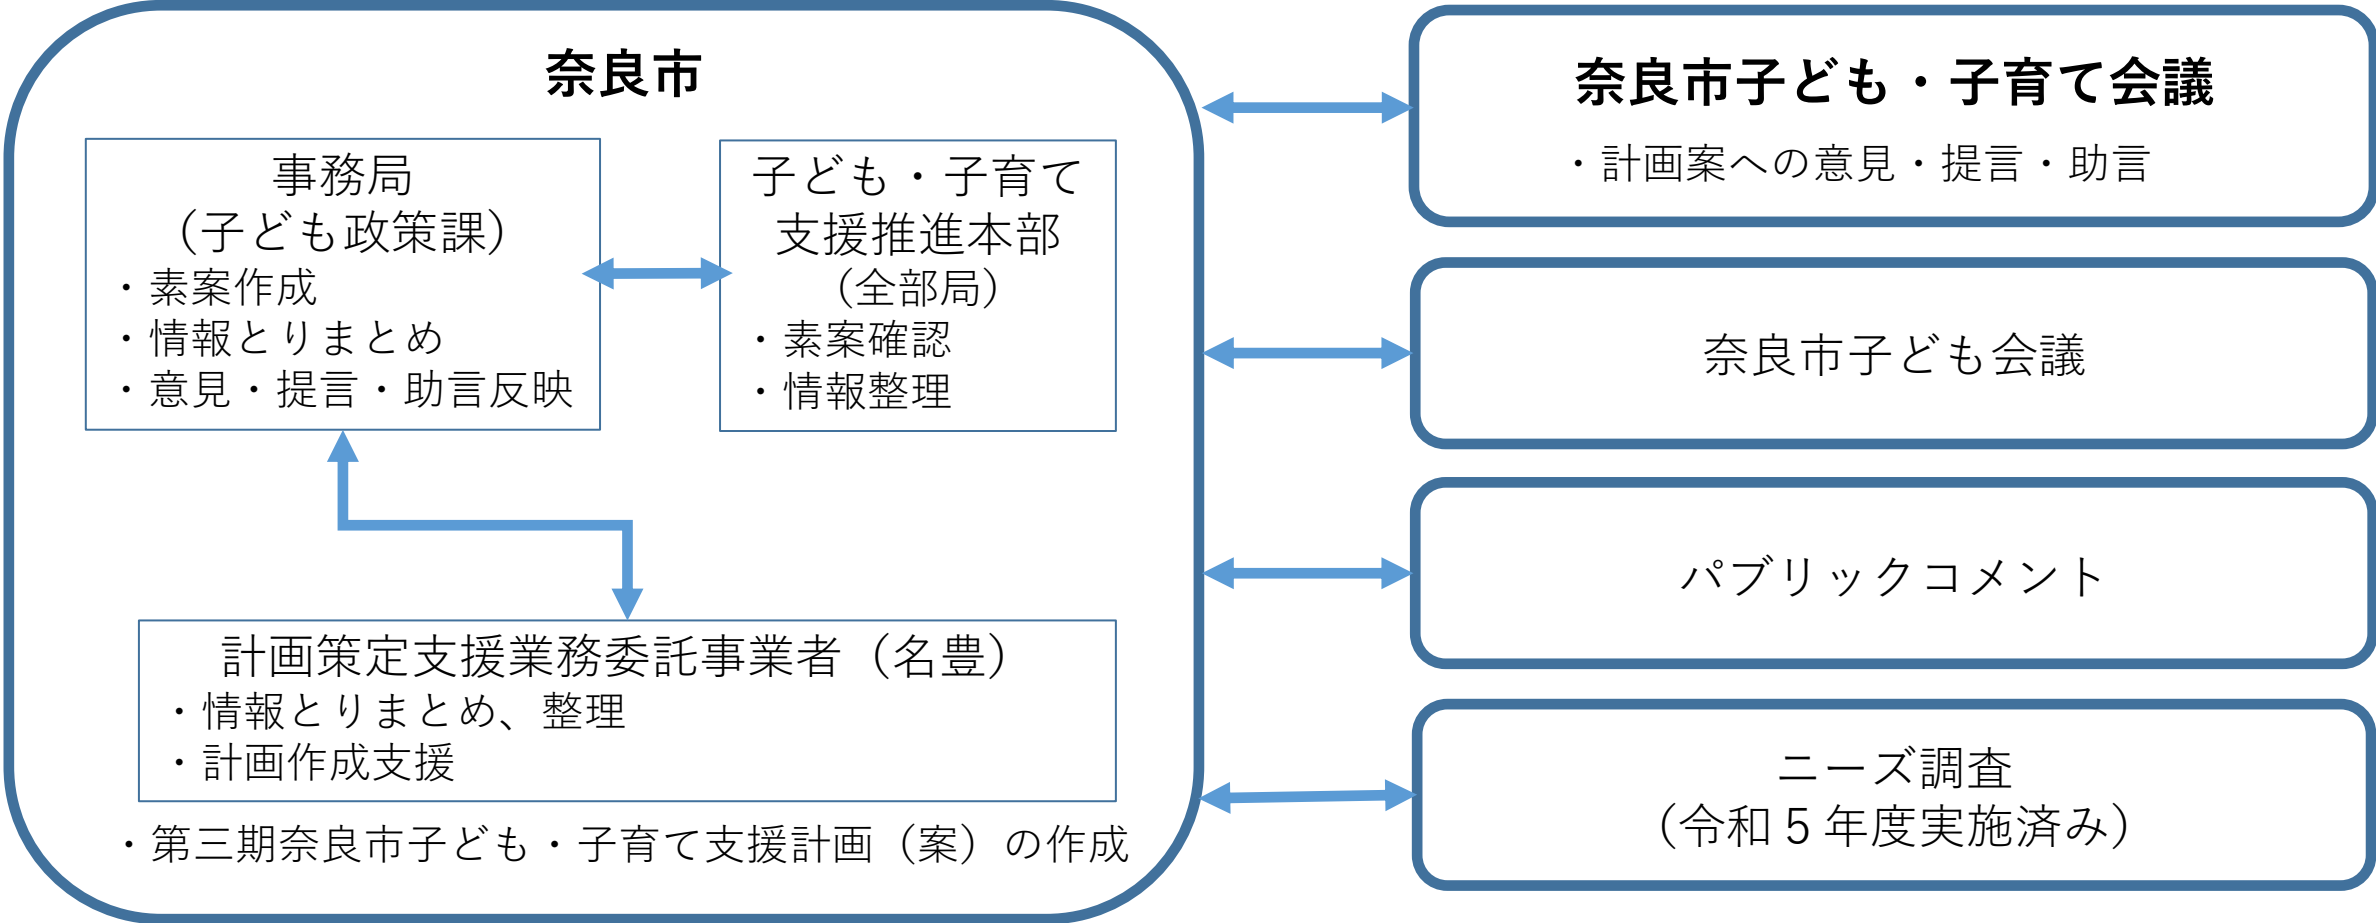 奈良市
事務局
（子ども政策課）
・素案作成
・情報とりまとめ
・意見・提言・助言反映
子ども・子育て
支援推進本部
（全部局）
・素案確認
・情報整理
計画策定支援業務委託事業者（名豊）
・情報とりまとめ、整理
・計画作成支援
・第三期奈良市子ども・子育て支援計画（案）の作成
奈良市子ども・子育て会議
・計画案への意見・提言・助言
奈良市子ども会議
パブリックコメント
ニーズ調査
（令和５年度実施済み）